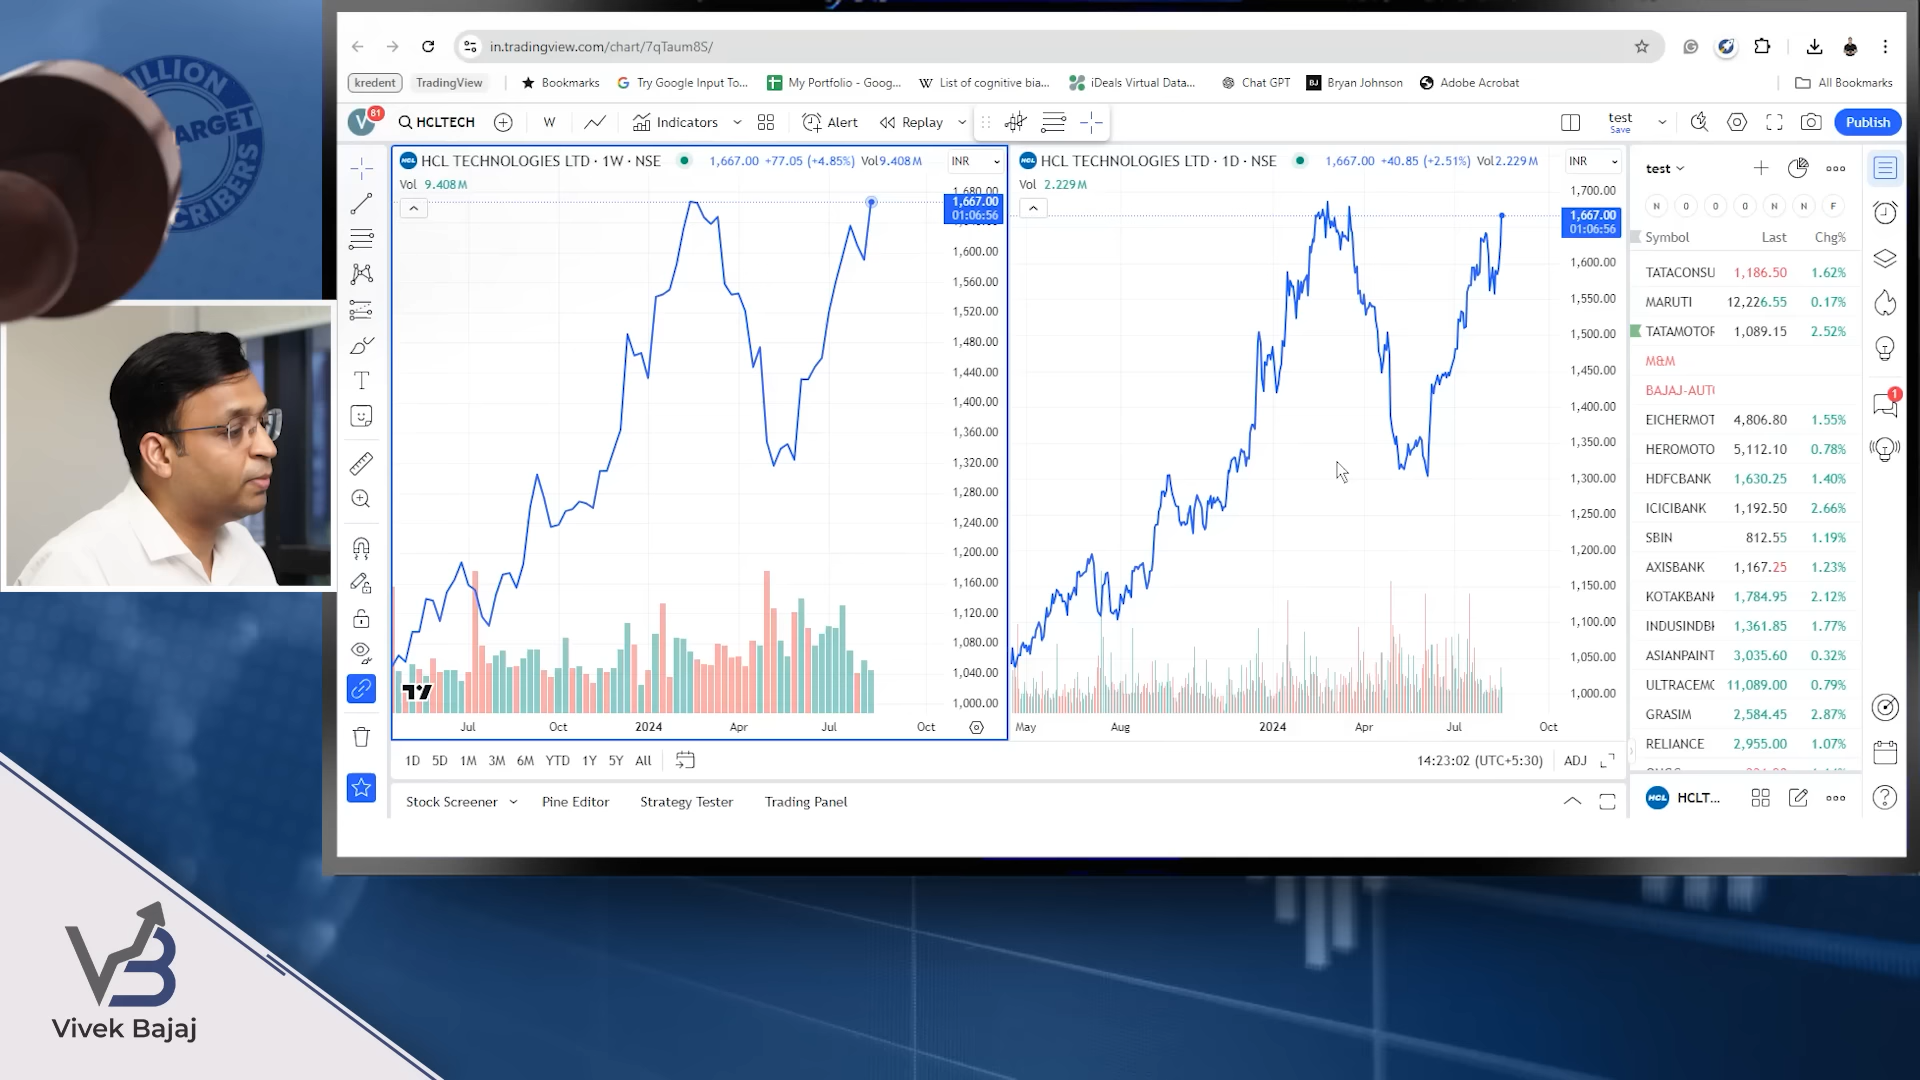 ILLION
TARGET
SCRIBERS
in.tradingview.com/chart/7qTaum8S/
kredent
TradingView
Bookmarks
Try Google Input To...
My Portfolio - Goog...
List of cognitive bia...
iDeals Virtual Data...
Chat GPT
BJ Bryan Johnson
Adobe Acrobat
All Bookmarks
V 81
HCLTECH
W
Indicators
Alert
Replay
test
Save
Publish
HCL TECHNOLOGIES LTD · 1W · NSE 1,667.00 +77.05 (+4.85%) Vol9.408M INR
Vol 9.408M
1,680.00
1,667.00
01:06:56
1,600.00
1,560.00
1,520.00
1,480.00
1,440.00
1,400.00
1,360.00
1,320.00
1,280.00
1,240.00
1,200.00
1,160.00
1,120.00
1,080.00
1,040.00
1,000.00
Jul Oct 2024 Apr Jul Oct
HCL TECHNOLOGIES LTD · 1D · NSE 1,667.00 +40.85 (+2.51%) Vol2.229M INR
Vol 2.229M
1,700.00
1,667.00
01:06:56
1,600.00
1,550.00
1,500.00
1,450.00
1,400.00
1,350.00
1,300.00
1,250.00
1,200.00
1,150.00
1,100.00
1,050.00
1,000.00
May Aug 2024 Apr Jul Oct
1D 5D 1M 3M 6M YTD 1Y 5Y All
14:23:02 (UTC+5:30) ADJ
Stock Screener Pine Editor Strategy Tester Trading Panel
test
N O O O N N F
Symbol Last Chg%
TATACONSU 1,186.50 1.62%
MARUTI 12,226.55 0.17%
TATAMOTOR 1,089.15 2.52%
M&M
BAJAJ-AUTO
EICHERMOT 4,806.80 1.55%
HEROMOTO 5,112.10 0.78%
HDFCBANK 1,630.25 1.40%
ICICIBANK 1,192.50 2.66%
SBIN 812.55 1.19%
AXISBANK 1,167.25 1.23%
KOTAKBANK 1,784.95 2.12%
INDUSINDBK 1,361.85 1.77%
ASIANPAINT 3,035.60 0.32%
ULTRACEMC 11,089.00 0.79%
GRASIM 2,584.45 2.87%
RELIANCE 2,955.00 1.07%
HCL HCLT...
1
VB
Vivek Bajaj